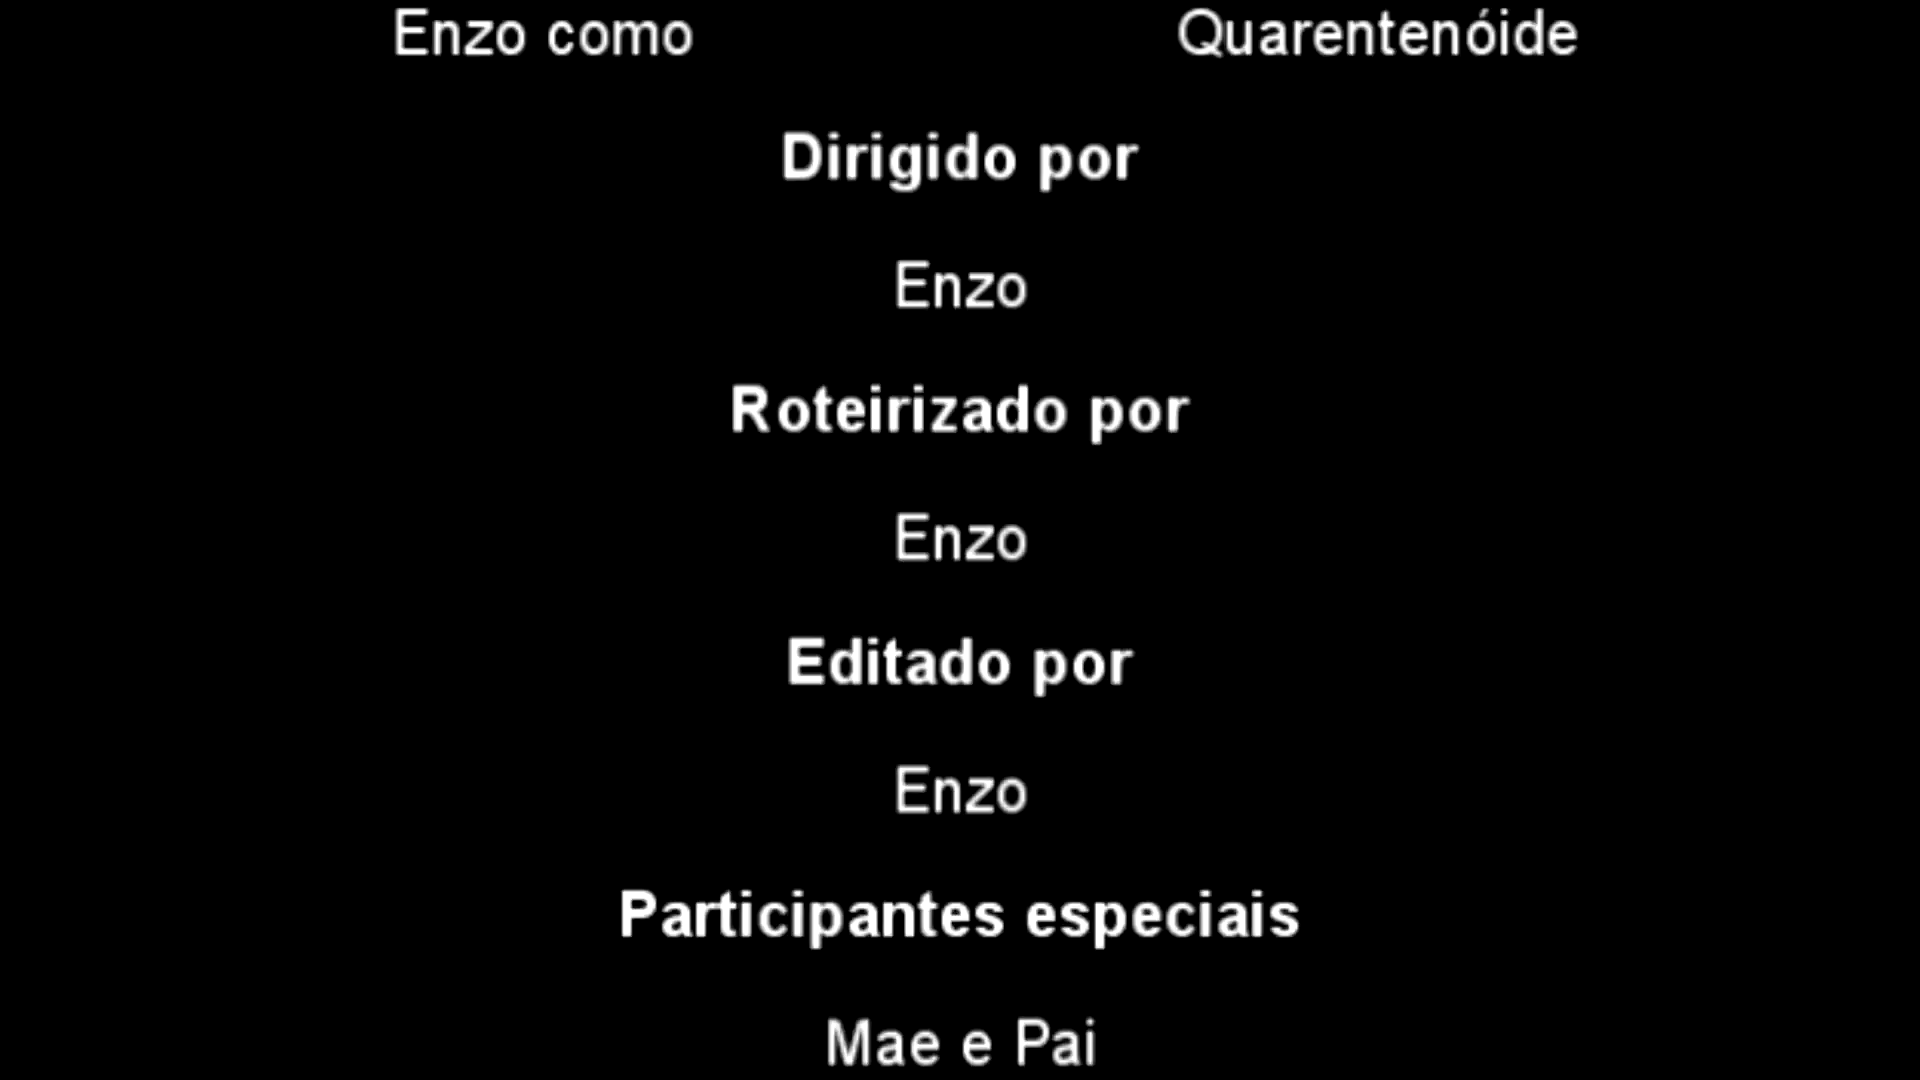 Enzo como Quarentenóide
Dirigido por
Enzo
Roteirizado por
Enzo
Editado por
Enzo
Participantes especiais
Mae e Pai